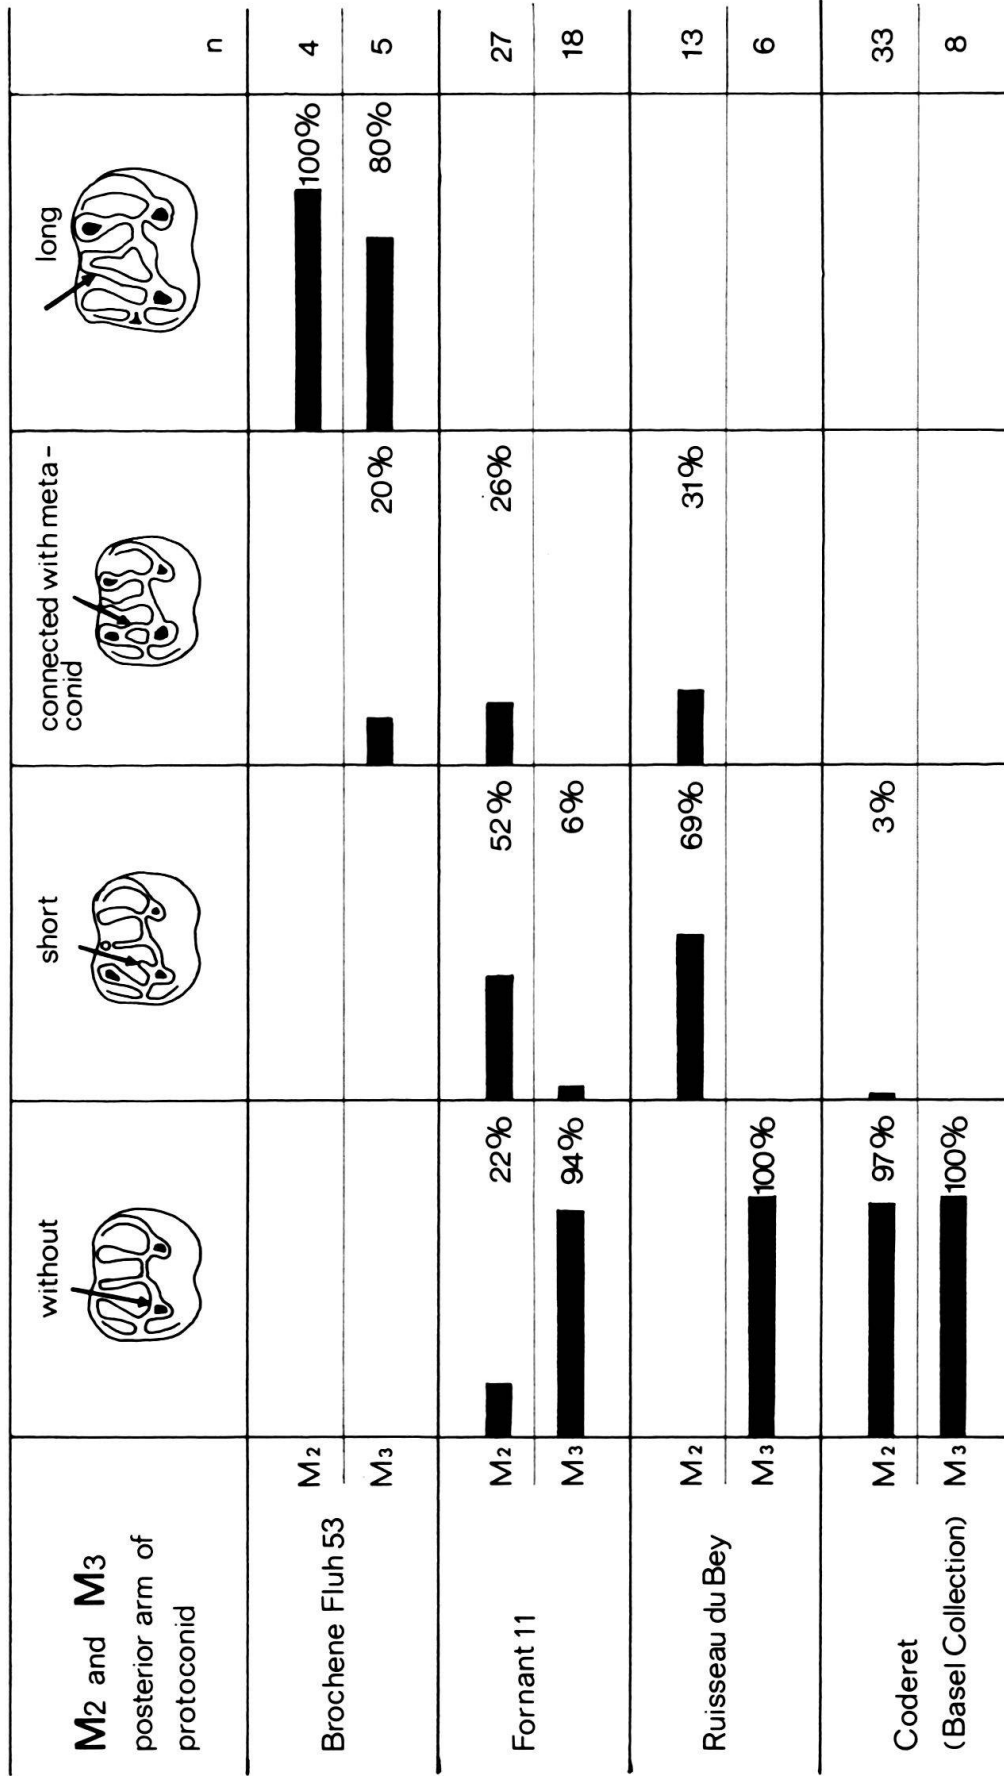 M2 and M3
posterior arm of
protoconid
without
short
connected with meta-
conid
long
n
Brochene Fluh 53
M2
100%
4
M3
20%
80%
5
Fornant 11
M2
22%
52%
26%
27
M3
94%
6%
18
Ruisseau du Bey
M2
69%
31%
13
M3
100%
6
Coderet
(Basel Collection)
M2
97%
3%
33
M3
100%
8